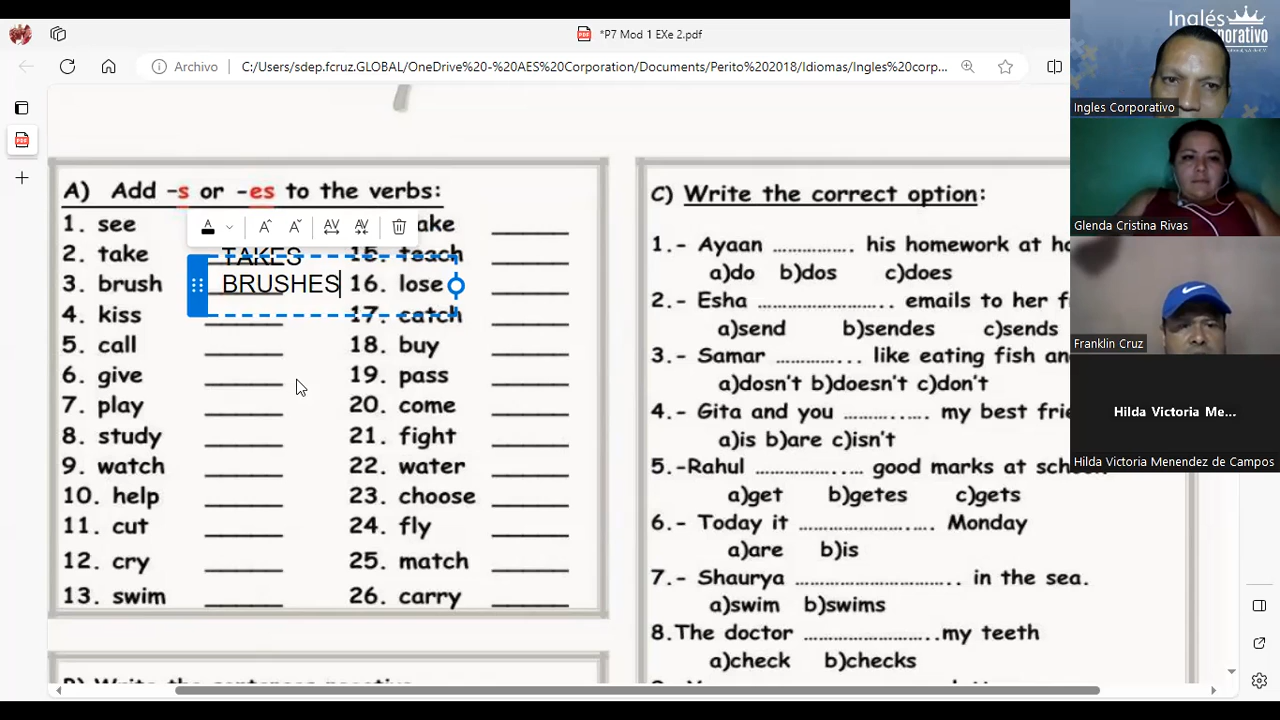 *P7 Mod 1 EXe 2.pdf
Archivo
C:/Users/sdep.fcruz.GLOBAL/OneDrive%20-%20AES%20Corporation/Documents/Perito%202018/Idiomas/Ingles%20corp...
A) Add -s or -es to the verbs:
1. see
2. take TAKES
3. brush BRUSHES
4. kiss
5. call
6. give
7. play
8. study
9. watch
10. help
11. cut
12. cry
13. swim
15. teach
16. lose
17. catch
18. buy
19. pass
20. come
21. fight
22. water
23. choose
24. fly
25. match
26. carry
C) Write the correct option:
1.- Ayaan ................ his homework at
a)do b)dos c)does
2.- Esha ...................... emails to her
a)send b)sendes c)sends
3.- Samar ............... like eating fish
a)dosn't b)doesn't c)don't
4.- Gita and you ............... my best
a)is b)are c)isn't
5.-Rahul ................. good marks at
a)get b)getes c)gets
6.- Today it ..................... Monday
a)are b)is
7.- Shaurya .......................... in the sea.
a)swim b)swims
8.The doctor ..........................my teeth
a)check b)checks
Inglés
Ingles Corporativo
Glenda Cristina Rivas
Franklin Cruz
Hilda Victoria Me...
Hilda Victoria Menendez de Campos